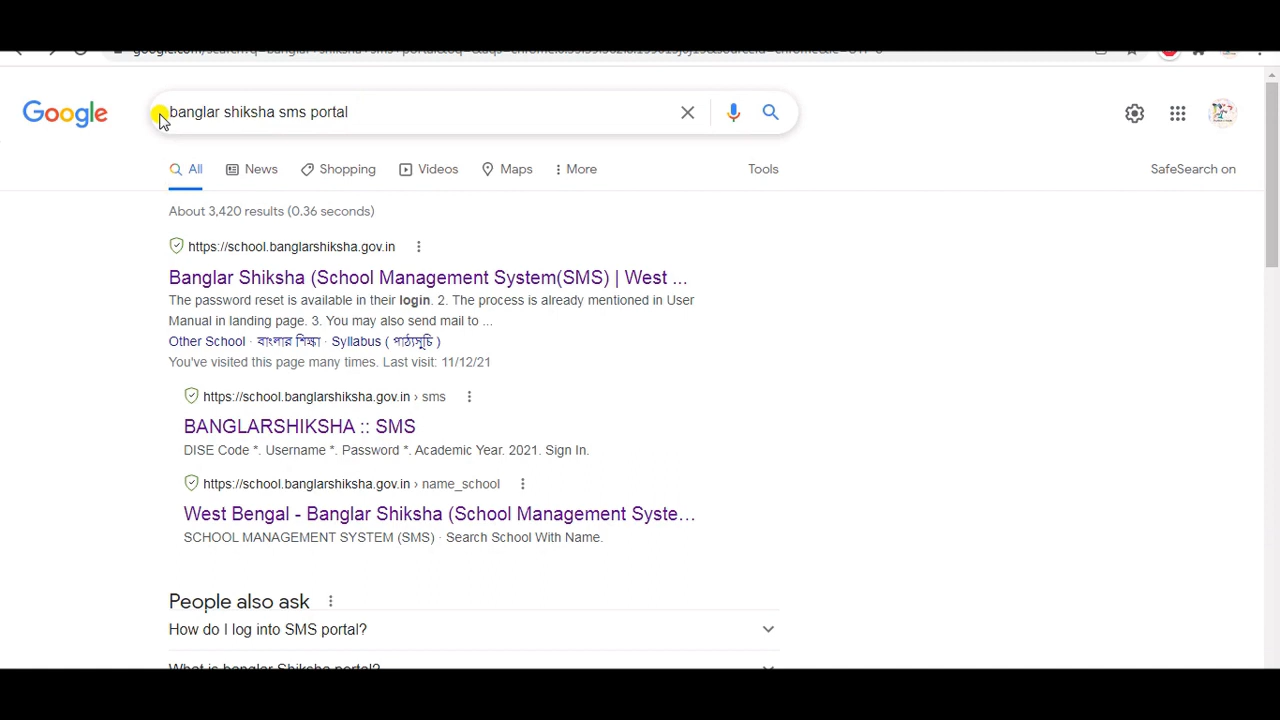 Google
banglar shiksha sms portal
All News Shopping Videos Maps More Tools SafeSearch on
About 3,420 results (0.36 seconds)
https://school.banglarshiksha.gov.in
Banglar Shiksha (School Management System(SMS) | West ...
The password reset is available in their login. 2. The process is already mentioned in User
Manual in landing page. 3. You may also send mail to ...
Other School · বাংলার শিক্ষা · Syllabus ( পাঠ্যসূচি )
You've visited this page many times. Last visit: 11/12/21
https://school.banglarshiksha.gov.in › sms
BANGLARSHIKSHA :: SMS
DISE Code *. Username *. Password *. Academic Year. 2021. Sign In.
https://school.banglarshiksha.gov.in › name_school
West Bengal - Banglar Shiksha (School Management Syste...
SCHOOL MANAGEMENT SYSTEM (SMS) · Search School With Name.
People also ask
How do I log into SMS portal?
What is banglar Shiksha portal?